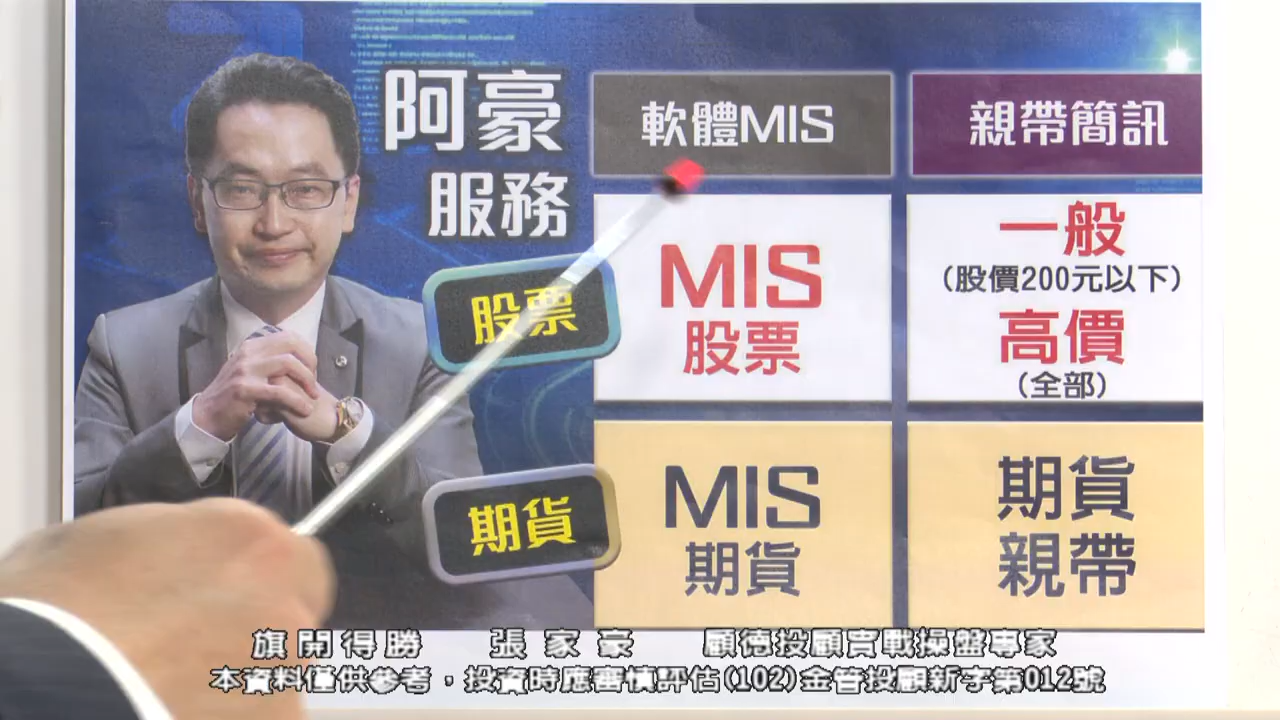 阿豪
服務
軟體MIS
親帶簡訊
股票
MIS
股票
一般
(股價200元以下)
高價
(全部)
期貨
MIS
期貨
期貨
親帶
旗開得勝 張家豪 顧德投顧實戰操盤專家
本資料僅供參考，投資時應審慎評估(102)金管投顧新字第012號